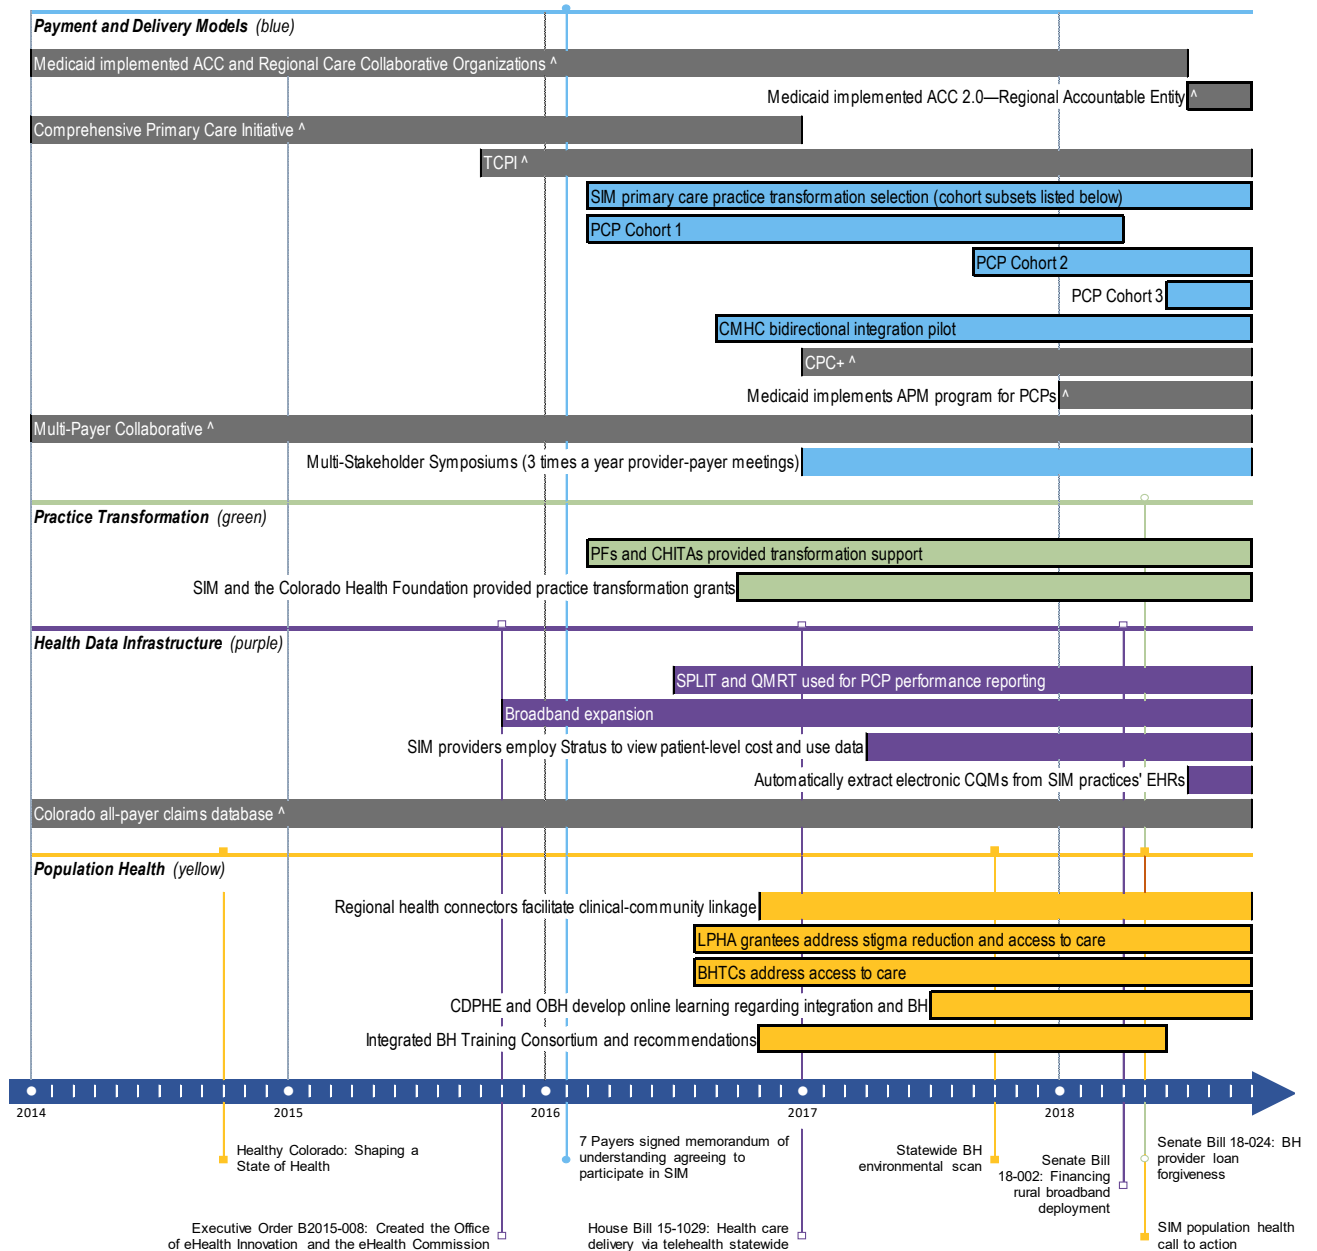 Payment and Delivery Models (blue)
Medicaid implemented ACC and Regional Care Collaborative Organizations ^
Medicaid implemented ACC 2.0—Regional Accountable Entity ^
Comprehensive Primary Care Initiative ^
TCPI ^
SIM primary care practice transformation selection (cohort subsets listed below)
PCP Cohort 1
PCP Cohort 2
PCP Cohort 3
CMHC bidirectional integration pilot
CPC+ ^
Medicaid implements APM program for PCPs ^
Multi-Payer Collaborative ^
Multi-Stakeholder Symposiums (3 times a year provider-payer meetings)
Practice Transformation (green)
PFs and CHITAs provided transformation support
SIM and the Colorado Health Foundation provided practice transformation grants
Health Data Infrastructure (purple)
SPLIT and QMRT used for PCP performance reporting
Broadband expansion
SIM providers employ Stratus to view patient-level cost and use data
Automatically extract electronic CQMs from SIM practices' EHRs
Colorado all-payer claims database ^
Population Health (yellow)
Regional health connectors facilitate clinical-community linkage
LPHA grantees address stigma reduction and access to care
BHTCs address access to care
CDPHE and OBH develop online learning regarding integration and BH
Integrated BH Training Consortium and recommendations
2014 2015 2016 2017 2018
Healthy Colorado: Shaping a
State of Health
7 Payers signed memorandum of
understanding agreeing to
participate in SIM
Statewide BH
environmental scan
Senate Bill
18-002: Financing
rural broadband
deployment
Senate Bill 18-024: BH
provider loan
forgiveness
Executive Order B2015-008: Created the Office
of eHealth Innovation and the eHealth Commission
House Bill 15-1029: Health care
delivery via telehealth statewide
SIM population health
call to action